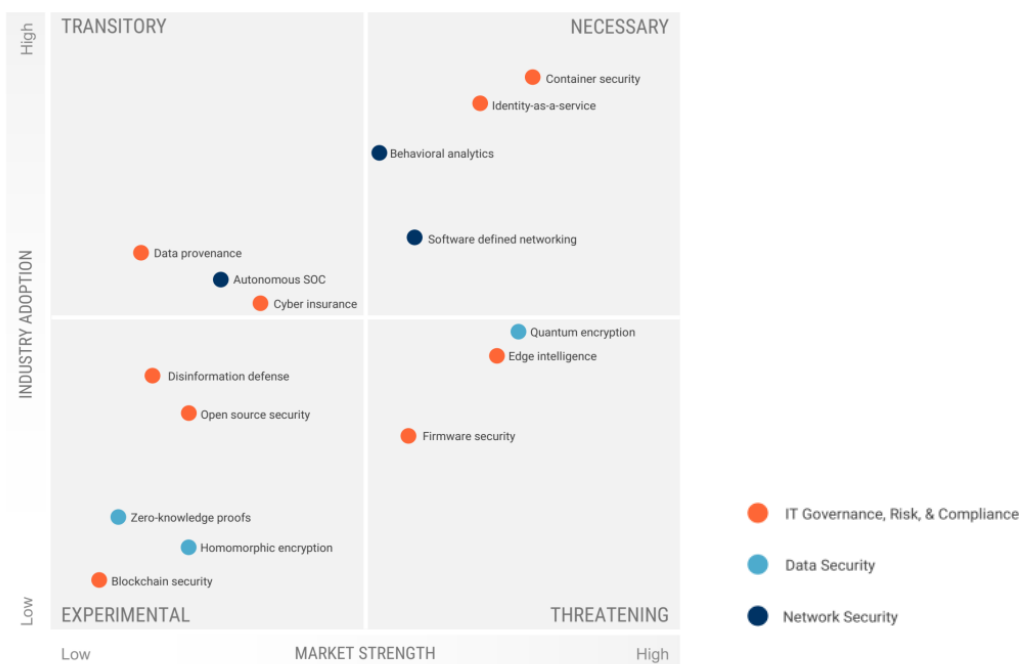 High
TRANSITORY
NECESSARY
Container security
Identity-as-a-service
Behavioral analytics
Software defined networking
Data provenance
Autonomous SOC
Cyber insurance
INDUSTRY ADOPTION
Quantum encryption
Edge intelligence
Disinformation defense
Open source security
Firmware security
Zero-knowledge proofs
Homomorphic encryption
Blockchain security
Low
EXPERIMENTAL
THREATENING
Low
MARKET STRENGTH
High
IT Governance, Risk, & Compliance
Data Security
Network Security